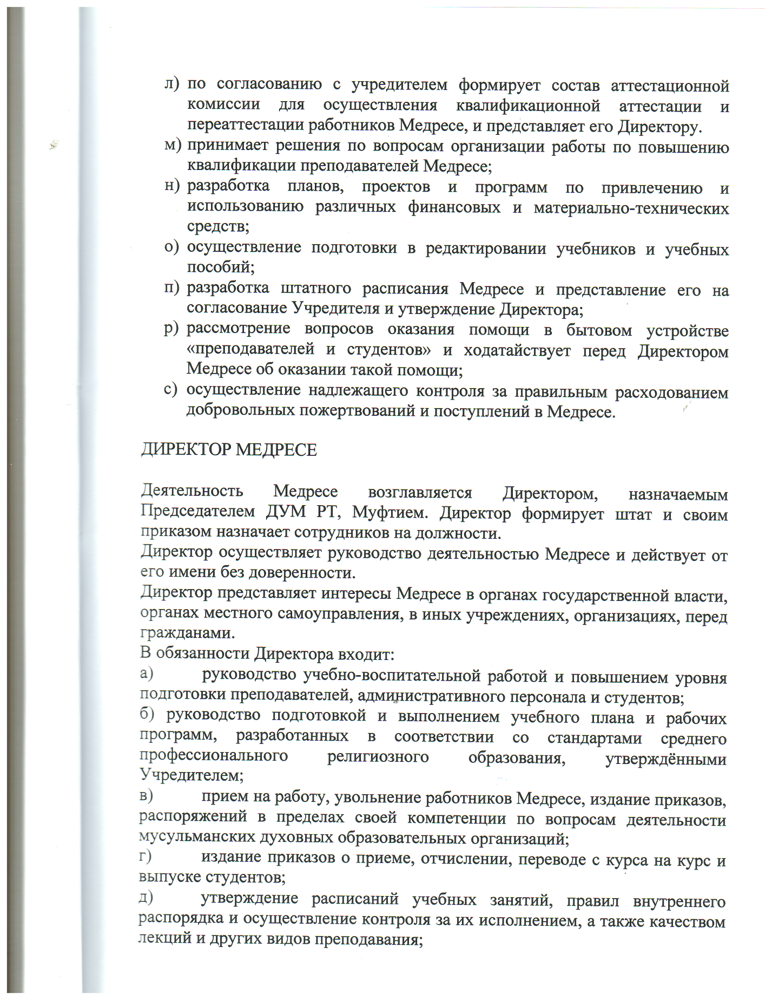 л) по согласованию с учредителем формирует состав аттестационной
комиссии для осуществления квалификационной аттестации и
переаттестации работников Медресе, и представляет его Директору.
м) принимает решения по вопросам организации работы по повышению
квалификации преподавателей Медресе;
н) разработка планов, проектов и программ по привлечению и
использованию различных финансовых и материально-технических
средств;
о) осуществление подготовки в редактировании учебников и учебных
пособий;
п) разработка штатного расписания Медресе и представление его на
согласование Учредителя и утверждение Директора;
р) рассмотрение вопросов оказания помощи в бытовом устройстве
«преподавателей и студентов» и ходатайствует перед Директором
Медресе об оказании такой помощи;
с) осуществление надлежащего контроля за правильным расходованием
добровольных пожертвований и поступлений в Медресе.
ДИРЕКТОР МЕДРЕСЕ
Деятельность Медресе возглавляется Директором, назначаемым
Председателем ДУМ РТ, Муфтием. Директор формирует штат и своим
приказом назначает сотрудников на должности.
Директор осуществляет руководство деятельностью Медресе и действует от
его имени без доверенности.
Директор представляет интересы Медресе в органах государственной власти,
органах местного самоуправления, в иных учреждениях, организациях, перед
гражданами.
В обязанности Директора входит:
а) руководство учебно-воспитательной работой и повышением уровня
подготовки преподавателей, административного персонала и студентов;
б) руководство подготовкой и выполнением учебного плана и рабочих
программ, разработанных в соответствии со стандартами среднего
профессионального религиозного образования, утверждёнными
Учредителем;
в) прием на работу, увольнение работников Медресе, издание приказов,
распоряжений в пределах своей компетенции по вопросам деятельности
мусульманских духовных образовательных организаций;
г) издание приказов о приеме, отчислении, переводе с курса на курс и
выпуске студентов;
д) утверждение расписаний учебных занятий, правил внутреннего
распорядка и осуществление контроля за их исполнением, а также качеством
лекций и других видов преподавания;